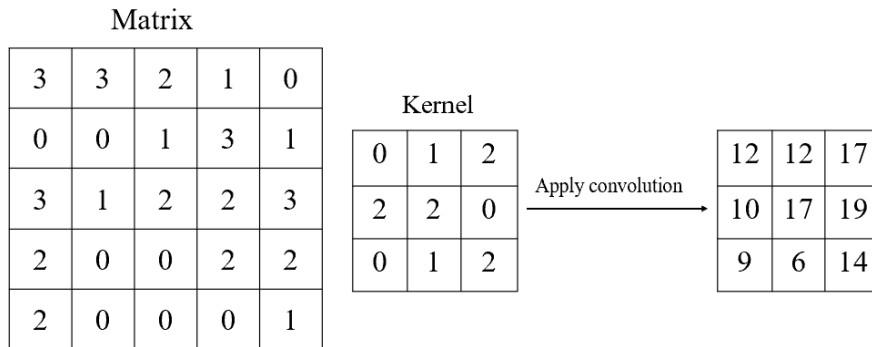 Matrix
3 3 2 1 0
0 0 1 3 1
3 1 2 2 3
2 0 0 2 2
2 0 0 0 1
Kernel
0 1 2
2 2 0
0 1 2
Apply convolution
12 12 17
10 17 19
9 6 14